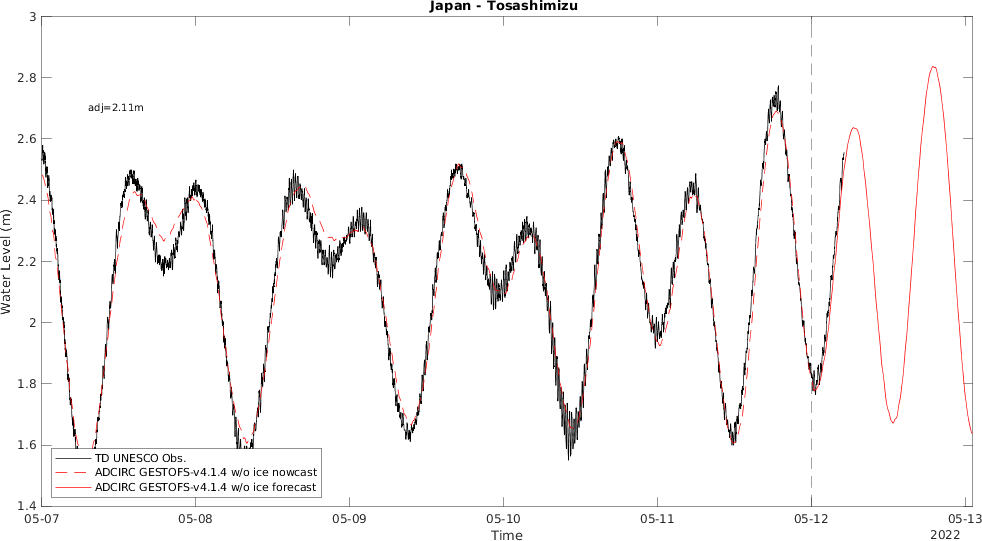 Japan - Tosashimizu
3
2.8
adj=2.11m
2.6
2.4
2.2
2
1.8
1.6
1.4
Water Level (m)
TD UNESCO Obs.
ADCIRC GESTOFS-v4.1.4 w/o ice nowcast
ADCIRC GESTOFS-v4.1.4 w/o ice forecast
05-07 05-08 05-09 05-10 05-11 05-12 05-13
Time
2022